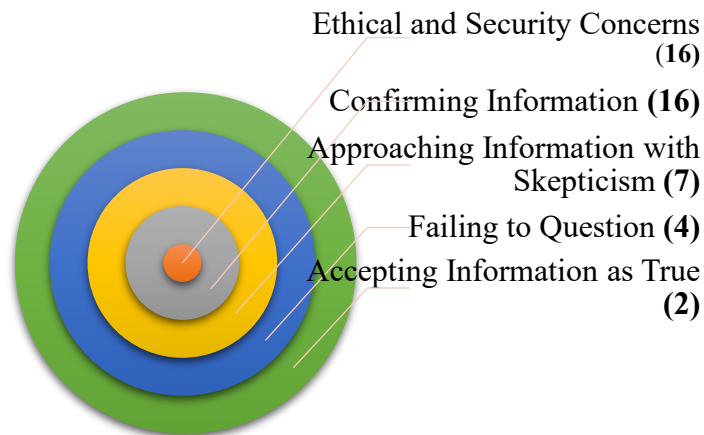 Ethical and Security Concerns
(16)
Confirming Information (16)
Approaching Information with
Skepticism (7)
Failing to Question (4)
Accepting Information as True
(2)